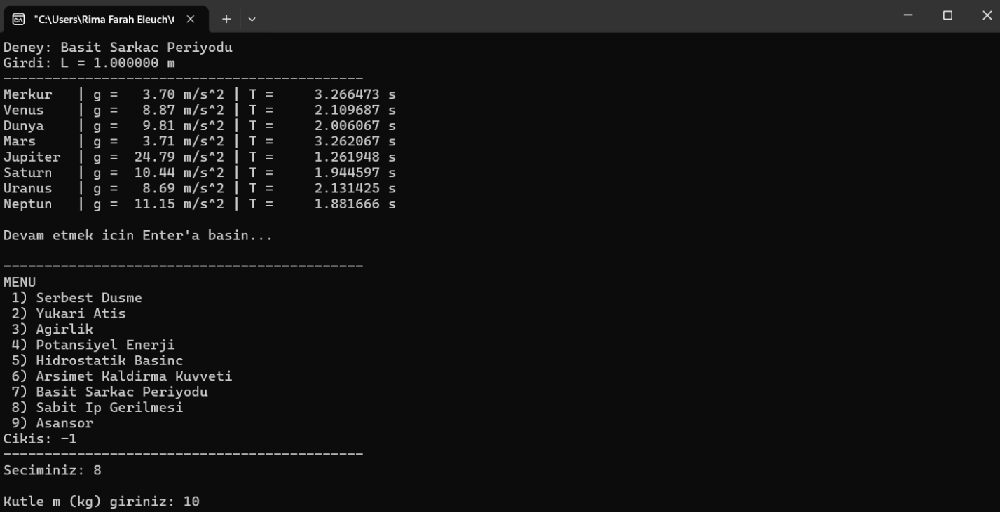 "C:\Users\Rima Farah Eleuch\
Deney: Basit Sarkac Periyodu
Girdi: L = 1.000000 m
--------------------------------------------
Merkur   | g =   3.70 m/s^2 | T =     3.266473 s
Venus    | g =   8.87 m/s^2 | T =     2.109687 s
Dunya    | g =   9.81 m/s^2 | T =     2.006067 s
Mars     | g =   3.71 m/s^2 | T =     3.262067 s
Jupiter  | g =  24.79 m/s^2 | T =     1.261948 s
Saturn   | g =  10.44 m/s^2 | T =     1.944597 s
Uranus   | g =   8.69 m/s^2 | T =     2.131425 s
Neptun   | g =  11.15 m/s^2 | T =     1.881666 s
Devam etmek icin Enter'a basin...
--------------------------------------------
MENU
1) Serbest Dusme
2) Yukari Atis
3) Agirlik
4) Potansiyel Enerji
5) Hidrostatik Basinc
6) Arsimet Kaldirma Kuvveti
7) Basit Sarkac Periyodu
8) Sabit Ip Gerilmesi
9) Asansor
Cikis: -1
--------------------------------------------
Seciminiz: 8
Kutle m (kg) giriniz: 10